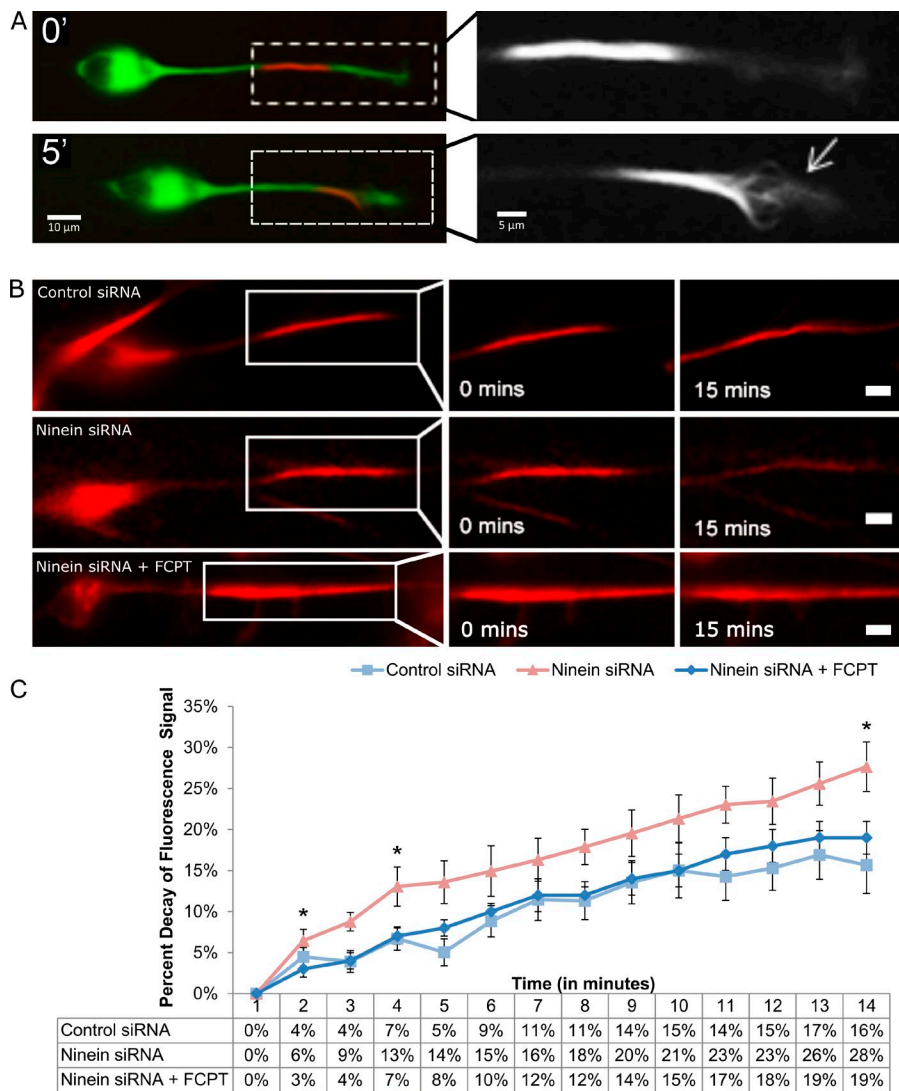 A
0'
5'
10 µm
5 µm
B
Control siRNA
0 mins
15 mins
Ninein siRNA
0 mins
15 mins
Ninein siRNA + FCPT
0 mins
15 mins
Control siRNA Ninein siRNA Ninein siRNA + FCPT
C
Percent Decay of Fluorescence Signal
35%
30%
25%
20%
15%
10%
5%
0%
*
*
*
Time (in minutes)
1 2 3 4 5 6 7 8 9 10 11 12 13 14
Control siRNA 0% 4% 4% 7% 5% 9% 11% 11% 14% 15% 14% 15% 17% 16%
Ninein siRNA 0% 6% 9% 13% 14% 15% 16% 18% 20% 21% 23% 23% 26% 28%
Ninein siRNA + FCPT 0% 3% 4% 7% 8% 10% 12% 12% 14% 15% 17% 18% 19% 19%